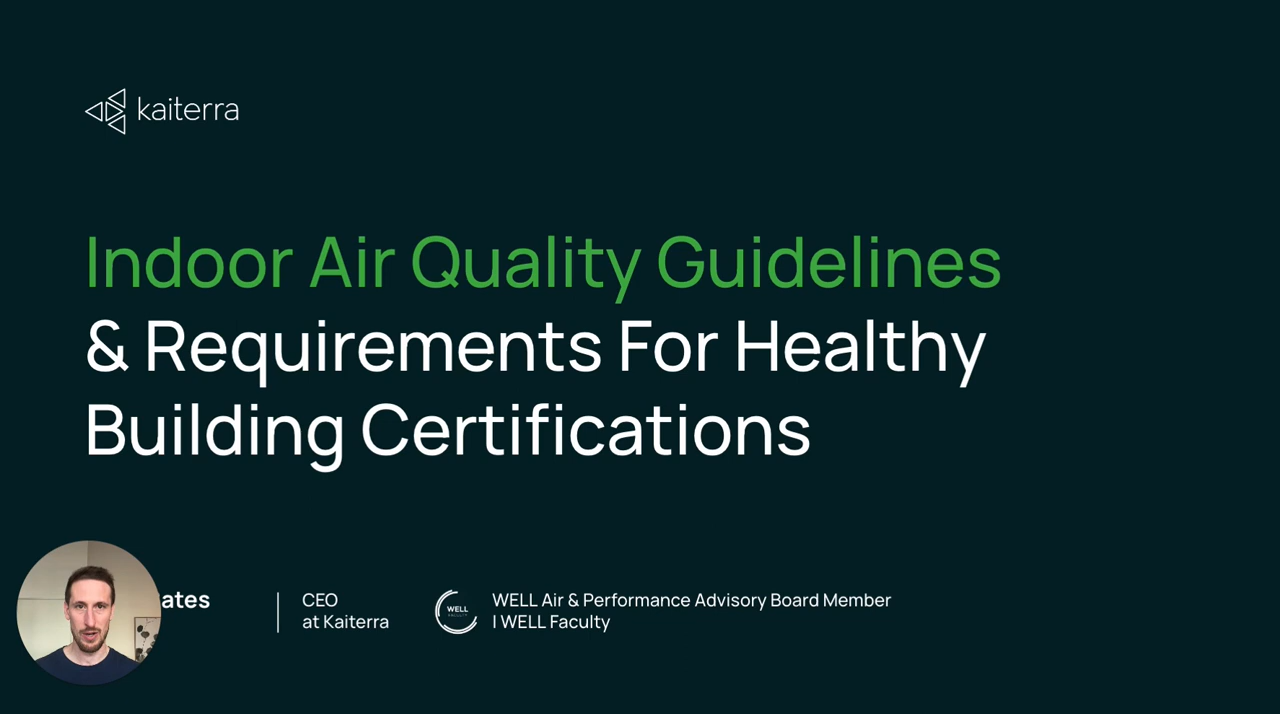 kaiterra
Indoor Air Quality Guidelines
& Requirements For Healthy
Building Certifications
CEO
at Kaiterra
WELL
FACULTY
WELL Air & Performance Advisory Board Member
I WELL Faculty